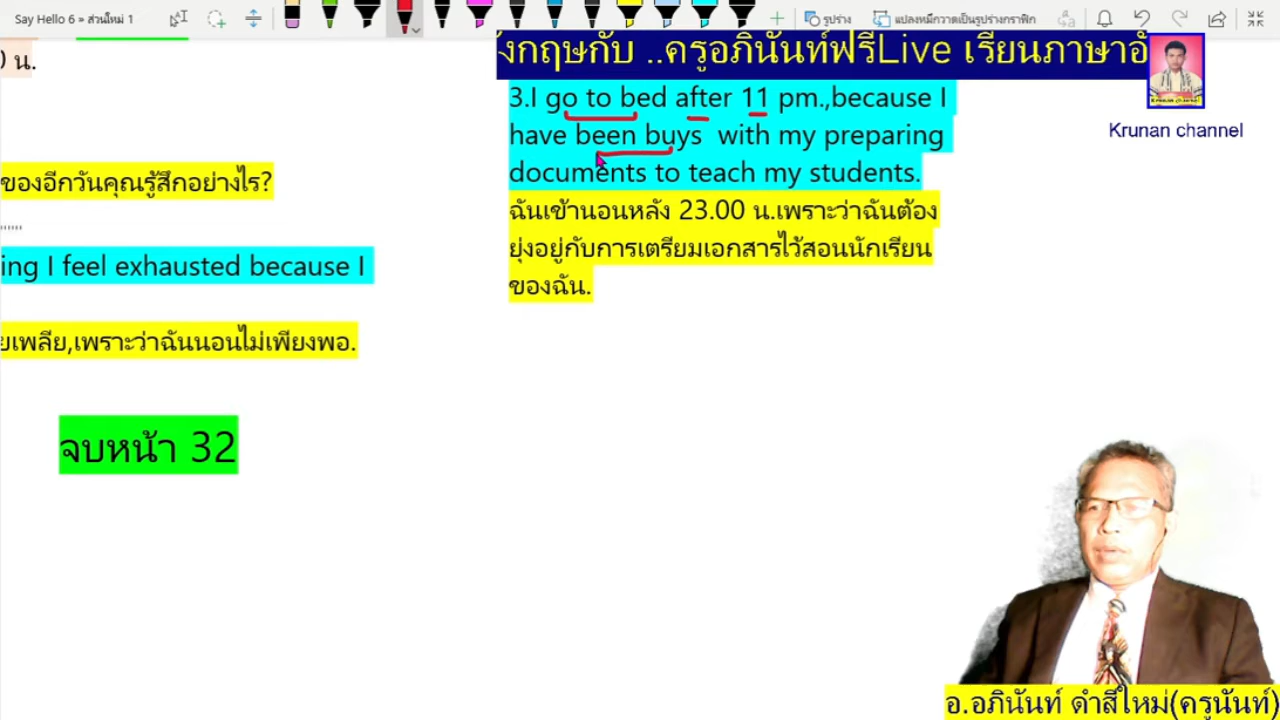 Say Hello 6 » ส่วนใหม่ 1
รูปร่าง
แปลงหมึกวาดเป็นรูปร่างกราฟิก
งกฤษกับ ..ครูอภินันท์ฟรีLive เรียนภาษาอั
Krunan channel
) น.
ของอีกวันคุณรู้สึกอย่างไร?
ing I feel exhausted because I
ยเพลีย,เพราะว่าฉันนอนไม่เพียงพอ.
จบหน้า 32
3.I go to bed after 11 pm.,because I
have been buys with my preparing
documents to teach my students.
ฉันเข้านอนหลัง 23.00 น.เพราะว่าฉันต้อง
ยุ่งอยู่กับการเตรียมเอกสารไว้สอนนักเรียน
ของฉัน.
อ.อภินันท์ ดำสีใหม่(ครูนันท์)